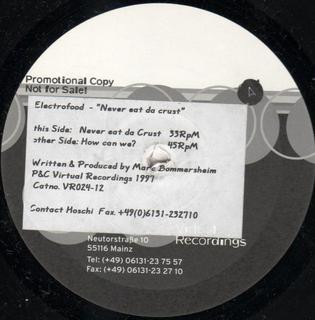 Promotional Copy
Not for Sale!
A
Electrofood - "Never eat da crust"
this Side: Never eat da Crust 33RpM
other Side: How can we? 45RpM
Written & Produced by Marc Bommersheim
P&C Virtual Recordings 1997
Catno. VR024-12
Contact Hoschi Fax. +49(0)6131-232710
Recordings
Neutorstraße 10
55116 Mainz
Tel: (++49) 06131-23 75 57
Fax: (++49) 06131-23 27 10